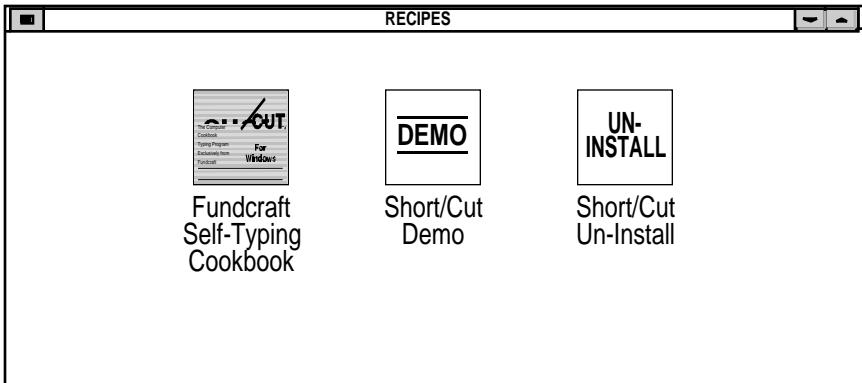 RECIPES
CUT
The Computer
Cookbook
Typing Program
Exclusively from
Fundcraft
For
Windows
DEMO
UN-
INSTALL
Fundcraft
Self-Typing
Cookbook
Short/Cut
Demo
Short/Cut
Un-Install